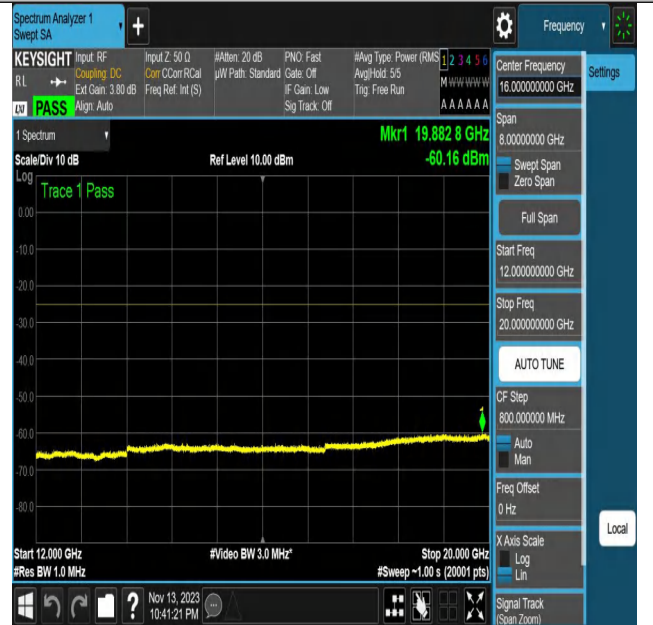 Spectrum Analyzer 1
Swept SA
+
Frequency
KEYSIGHT
RL
LXI PASS
Input: RF
Coupling: DC
Ext Gain: 3.80 dB
Align: Auto
Input Z: 50 Ω
Corr CCorr RCal
Freq Ref: Int (S)
#Atten: 20 dB
µW Path: Standard
PNO: Fast
Gate: Off
IF Gain: Low
Sig Track: Off
#Avg Type: Power (RMS
Avg|Hold: 5/5
Trig: Free Run
1 2 3 4 5 6
M W W W W W
A A A A A A
1 Spectrum
Scale/Div 10 dB
Ref Level 10.00 dBm
Mkr1 19.882 8 GHz
-60.16 dBm
Log
Trace 1 Pass
0.00
-10.0
-20.0
-30.0
-40.0
-50.0
-60.0
-70.0
-80.0
1
Start 12.000 GHz
#Res BW 1.0 MHz
#Video BW 3.0 MHz*
Stop 20.000 GHz
#Sweep ~1.00 s (20001 pts)
Nov 13, 2023
10:41:21 PM
?
Center Frequency
16.000000000 GHz
Span
8.00000000 GHz
Swept Span
Zero Span
Full Span
Start Freq
12.000000000 GHz
Stop Freq
20.000000000 GHz
AUTO TUNE
CF Step
800.000000 MHz
Auto
Man
Freq Offset
0 Hz
X Axis Scale
Log
Lin
Signal Track
(Span Zoom)
Settings
Local